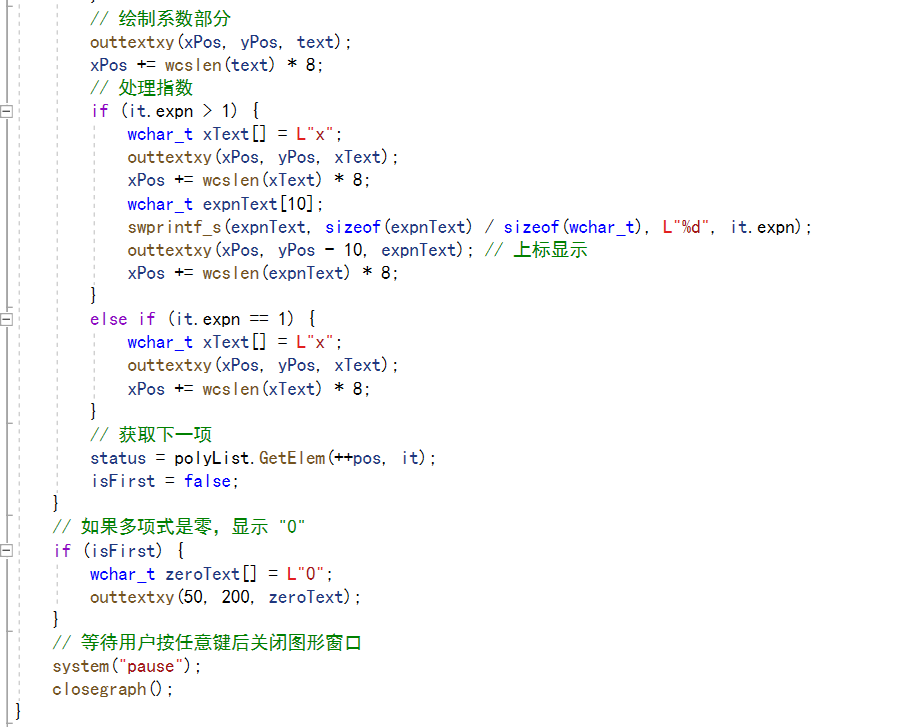 // 绘制系数部分
outtextxy(xPos, yPos, text);
xPos += wcslen(text) * 8;
// 处理指数
if (it.expn > 1) {
wchar_t xText[] = L"x";
outtextxy(xPos, yPos, xText);
xPos += wcslen(xText) * 8;
wchar_t expnText[10];
swprintf_s(expnText, sizeof(expnText) / sizeof(wchar_t), L"%d", it.expn);
outtextxy(xPos, yPos - 10, expnText); // 上标显示
xPos += wcslen(expnText) * 8;
}
else if (it.expn == 1) {
wchar_t xText[] = L"x";
outtextxy(xPos, yPos, xText);
xPos += wcslen(xText) * 8;
}
// 获取下一项
status = polyList.GetElem(++pos, it);
isFirst = false;
}
// 如果多项式是零，显示 "0"
if (isFirst) {
wchar_t zeroText[] = L"0";
outtextxy(50, 200, zeroText);
}
// 等待用户按任意键后关闭图形窗口
system("pause");
closegraph();
}